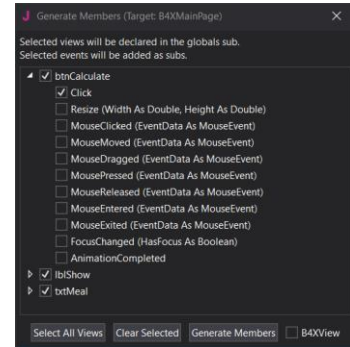 Generate Members (Target: B4XMainPage)
Selected views will be declared in the globals sub.
Selected events will be added as subs.
btnCalculate
Click
Resize (Width As Double, Height As Double)
MouseClicked (EventData As MouseEvent)
MouseMoved (EventData As MouseEvent)
MouseDragged (EventData As MouseEvent)
MousePressed (EventData As MouseEvent)
MouseReleased (EventData As MouseEvent)
MouseEntered (EventData As MouseEvent)
MouseExited (EventData As MouseEvent)
FocusChanged (HasFocus As Boolean)
AnimationCompleted
lblShow
txtMeal
Select All Views Clear Selected Generate Members B4XView